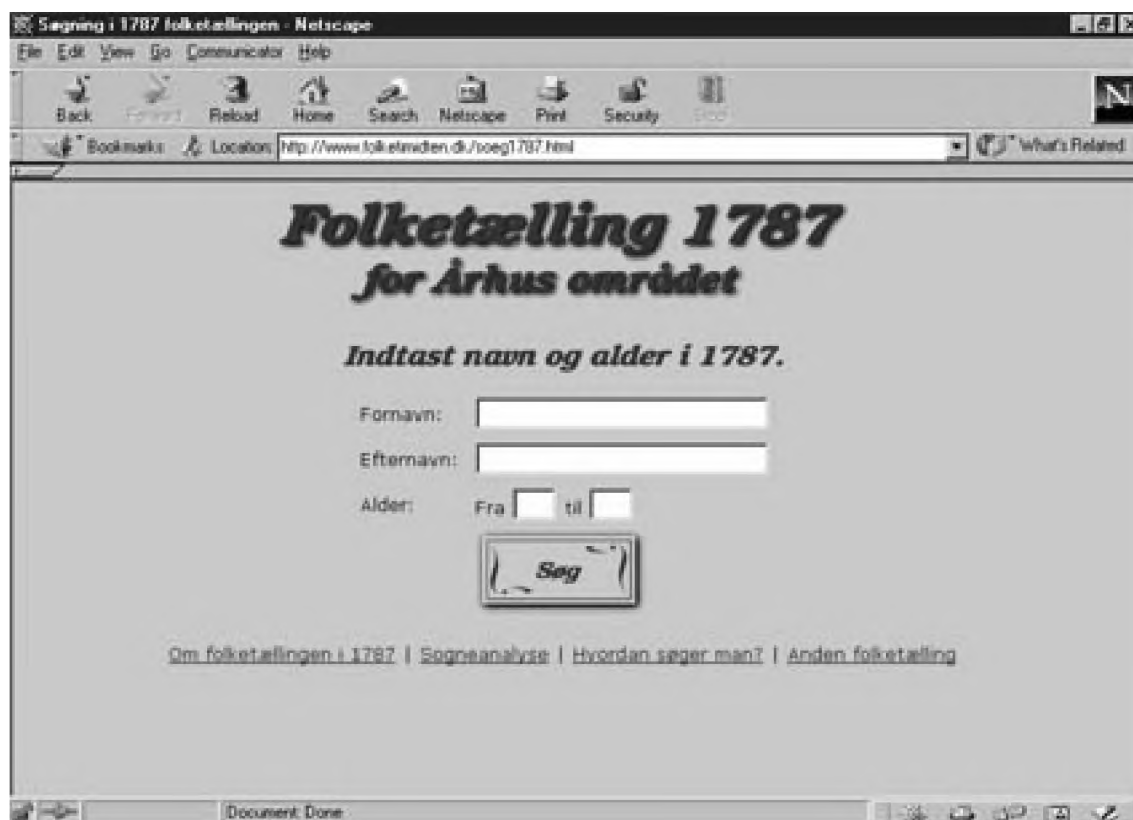 Søgning i 1787 folketællingen - Netscape
File Edit View Go Communicator Help
Back Forward Reload Home Search Netscape Print Security Stop
Bookmarks Location: http://www.folketimidten.dk/soeg1787.html What's Related
Folketælling 1787
for Århus området
Indtast navn og alder i 1787.
Fornavn:
Efternavn:
Alder: Fra til
Søg
Om folketællingen i 1787 | Sogneanalyse | Hvordan søger man? | Anden folketælling
Document: Done